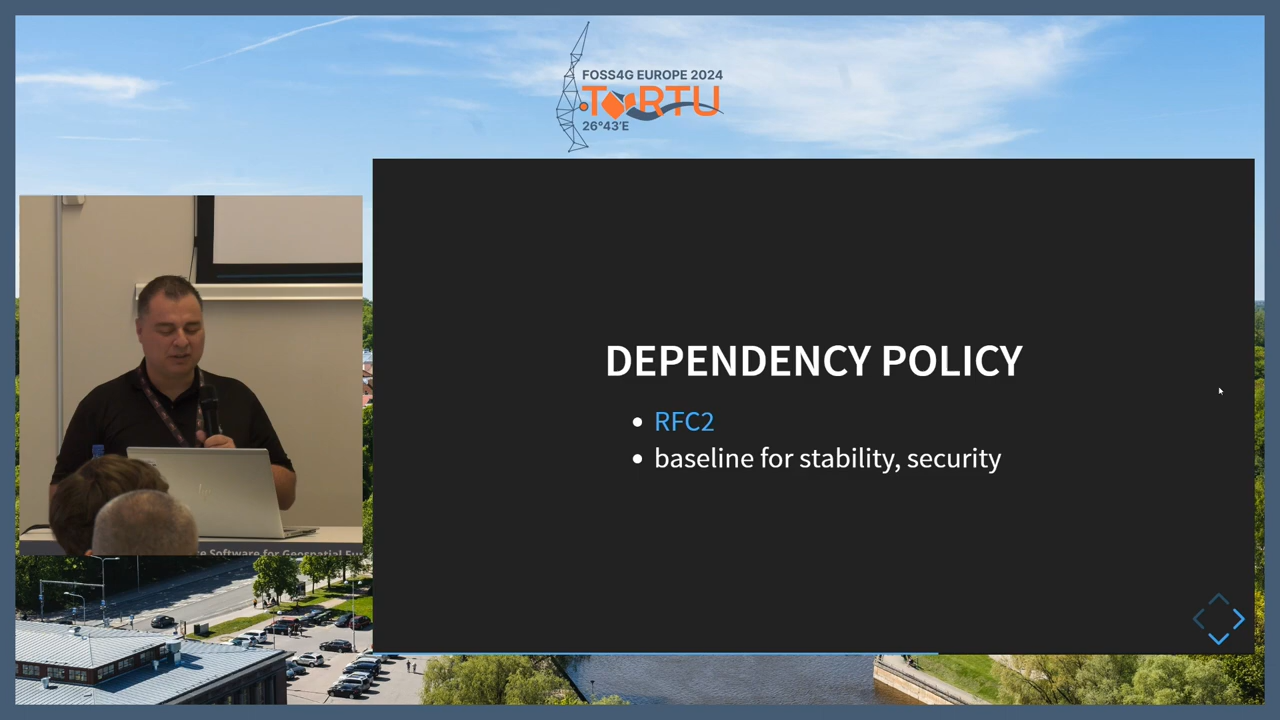 FOSS4G EUROPE 2024
TARTU
26°43'E
DEPENDENCY POLICY
RFC2
baseline for stability, security
Software for Geospatial